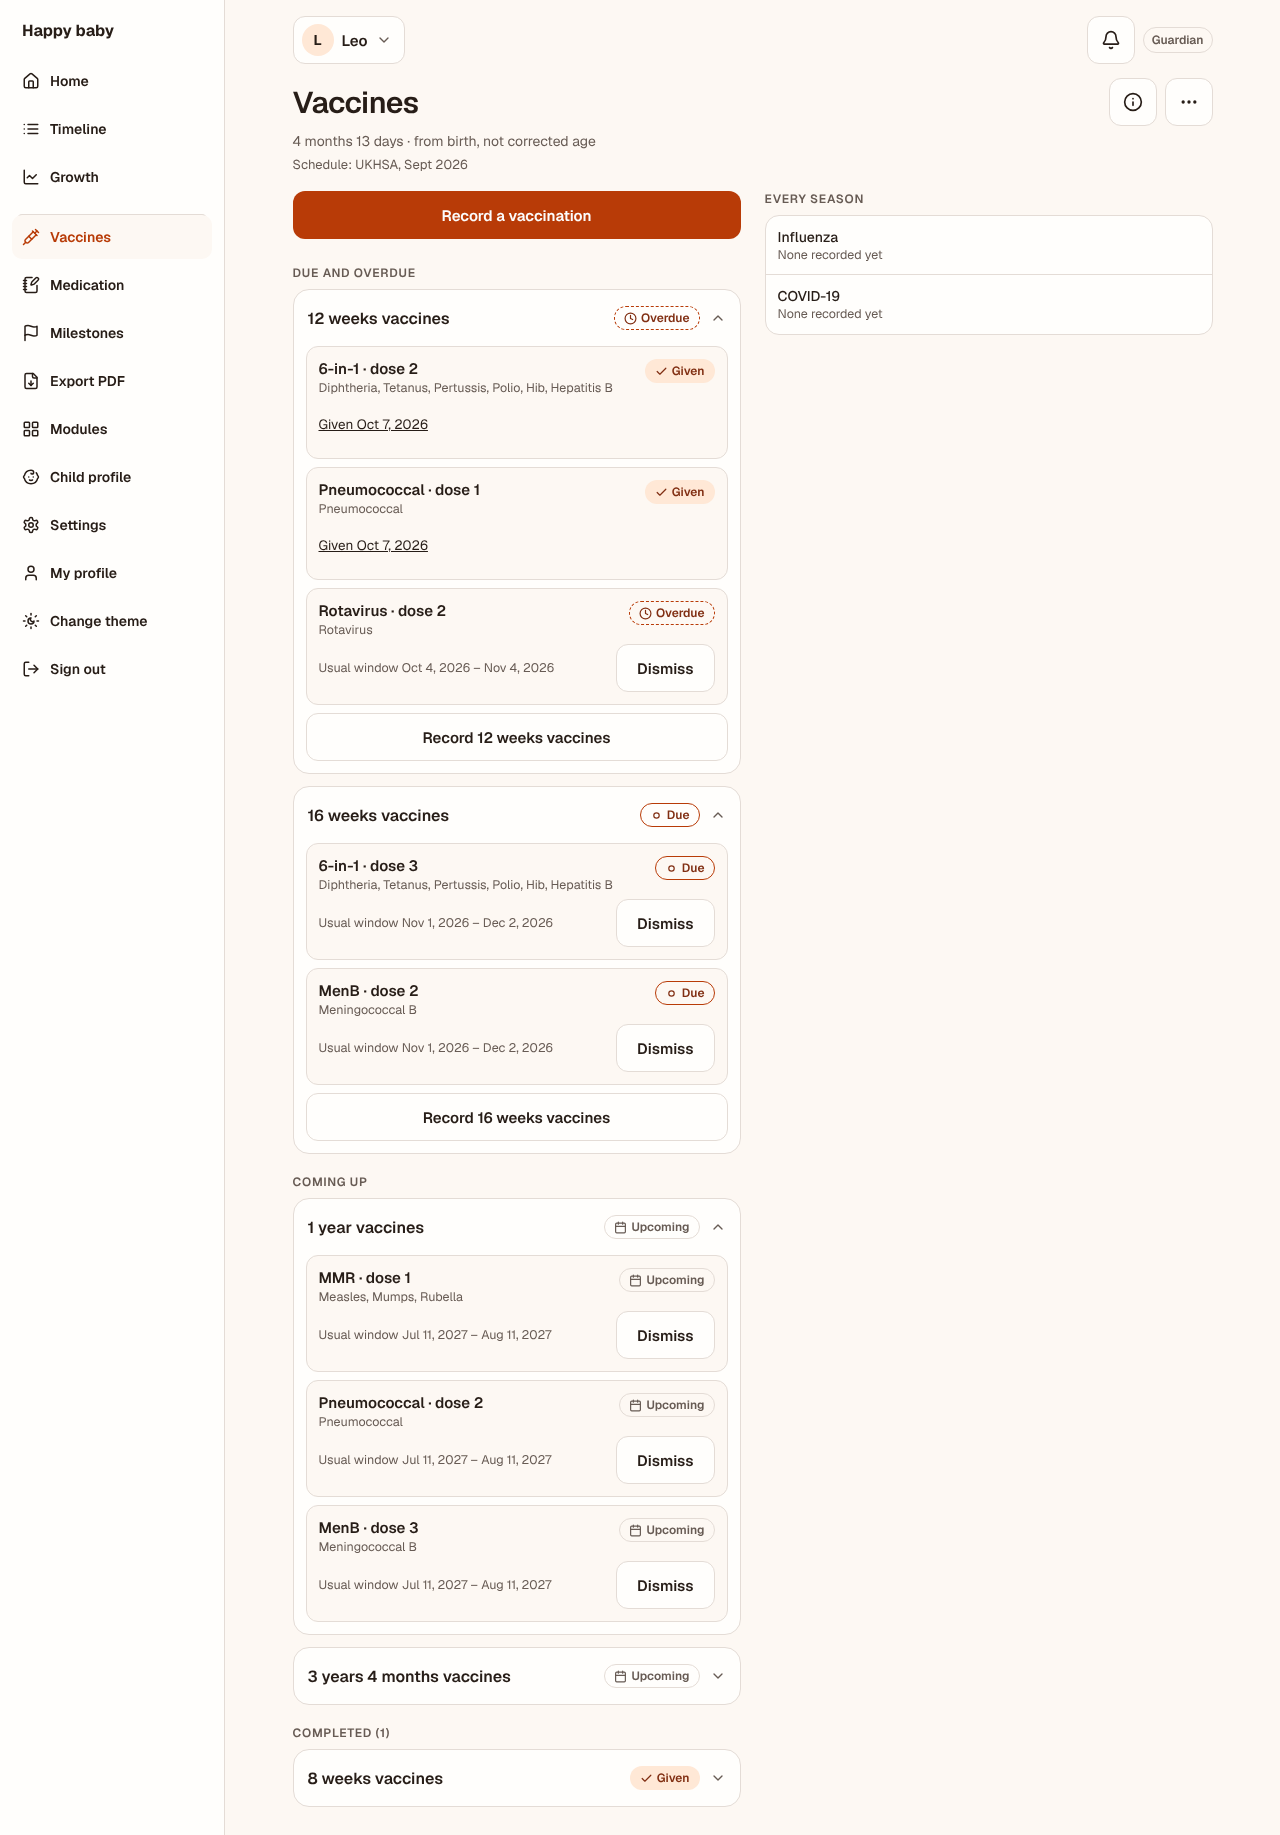 Happy baby
Home
Timeline
Growth
Vaccines
Medication
Milestones
Export PDF
Modules
Child profile
Settings
My profile
Change theme
Sign out
L Leo
Guardian
Vaccines
4 months 13 days · from birth, not corrected age
Schedule: UKHSA, Sept 2026
Record a vaccination
DUE AND OVERDUE
12 weeks vaccines Overdue
6-in-1 · dose 2 Given
Diphtheria, Tetanus, Pertussis, Polio, Hib, Hepatitis B
Given Oct 7, 2026
Pneumococcal · dose 1 Given
Pneumococcal
Given Oct 7, 2026
Rotavirus · dose 2 Overdue
Rotavirus
Usual window Oct 4, 2026 – Nov 4, 2026 Dismiss
Record 12 weeks vaccines
16 weeks vaccines Due
6-in-1 · dose 3 Due
Diphtheria, Tetanus, Pertussis, Polio, Hib, Hepatitis B
Usual window Nov 1, 2026 – Dec 2, 2026 Dismiss
MenB · dose 2 Due
Meningococcal B
Usual window Nov 1, 2026 – Dec 2, 2026 Dismiss
Record 16 weeks vaccines
COMING UP
1 year vaccines Upcoming
MMR · dose 1 Upcoming
Measles, Mumps, Rubella
Usual window Jul 11, 2027 – Aug 11, 2027 Dismiss
Pneumococcal · dose 2 Upcoming
Pneumococcal
Usual window Jul 11, 2027 – Aug 11, 2027 Dismiss
MenB · dose 3 Upcoming
Meningococcal B
Usual window Jul 11, 2027 – Aug 11, 2027 Dismiss
3 years 4 months vaccines Upcoming
COMPLETED (1)
8 weeks vaccines Given
EVERY SEASON
Influenza
None recorded yet
COVID-19
None recorded yet